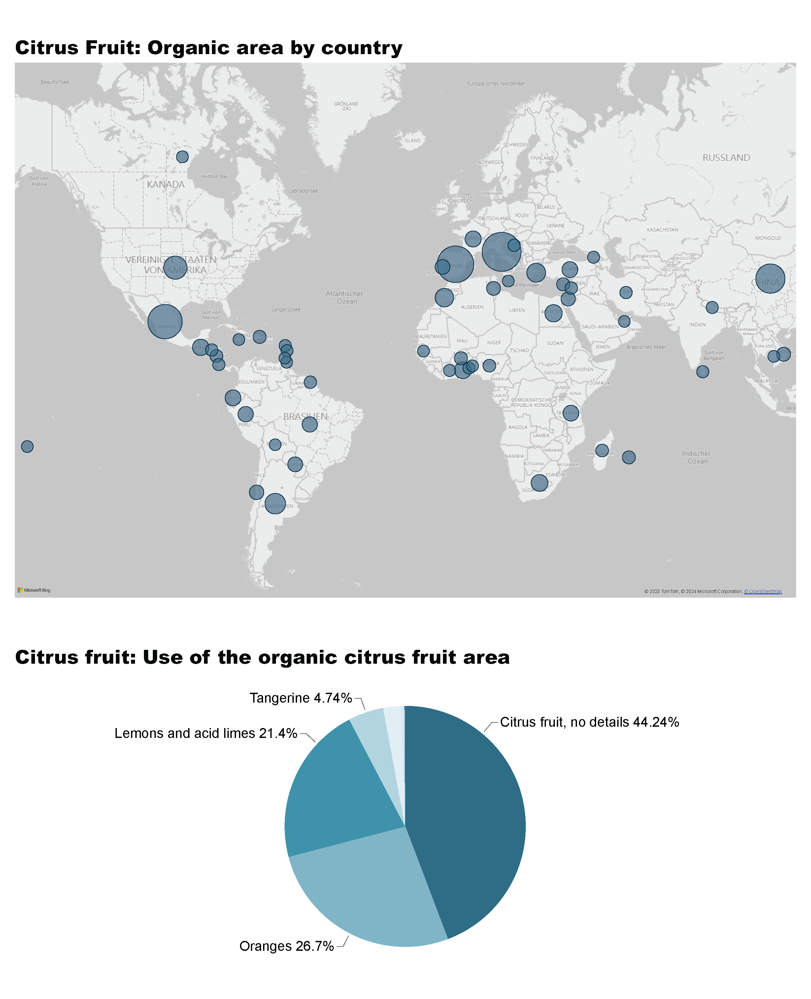 Citrus Fruit: Organic area by country
Beaufortsee
Europäisches Nordmeer
GRÖNLAND
(DK)
ISLAND
SCHWEDEN
FINNLAND
NORWEGEN
RUSSLAND
Golf von
Alaska
KANADA
Hudson Bay
Labradorsee
VEREINIGTES
KÖNIGREICH
DÄNEMARK
IRLAND
BELARUS
POLEN
DEUTSCHLAND
UKRAINE
KASACHSTAN
MONGOLEI
FRANKREICH
RUMÄNIEN
ITALIEN
Schwarzes Meer
USBEKISTAN
KIRGISISTAN
TURKMENISTAN
TADSCHIKISTAN
VEREINIGTE STAATEN
VON AMERIKA
CHINA
Mittelmeer
AFGHANISTAN
IRAK
IRAN
PAKISTAN
Atlantischer
Ozean
Sargassosee
Golf von
Mexiko
MEXIKO
KUBA
ALGERIEN
LIBYEN
ÄGYPTEN
SAUDI-ARABIEN
OMAN
INDIEN
MYANMAR
BIRMA
THAILAND
MAURETANIEN
MALI
NIGER
TSCHAD
SUDAN
JEMEN
Arabisches Meer
Golf von
Bengalen
GUINEA
VENEZUELA
GUYANA
KOLUMBIEN
KAMERUN
SÜDSUDAN
ÄTHIOPIEN
SOMALIA
MALAYSIA
UGANDA
KENIA
GABUN
DEMOKRATISCHE
REPUBLIK KONGO
TANSANIA
BRASILIEN
PERU
ANGOLA
SAMBIA
SIMBABWE
NAMIBIA
BOTSUANA
MOSAMBIK
ESWATINI
Indischer
Ozean
CHILE
URUGUAY
ARGENTINIEN
Microsoft Bing
© 2023 TomTom, © 2024 Microsoft Corporation, © OpenStreetMap
Citrus fruit: Use of the organic citrus fruit area
Tangerine 4.74%
Citrus fruit, no details 44.24%
Lemons and acid limes 21.4%
Oranges 26.7%